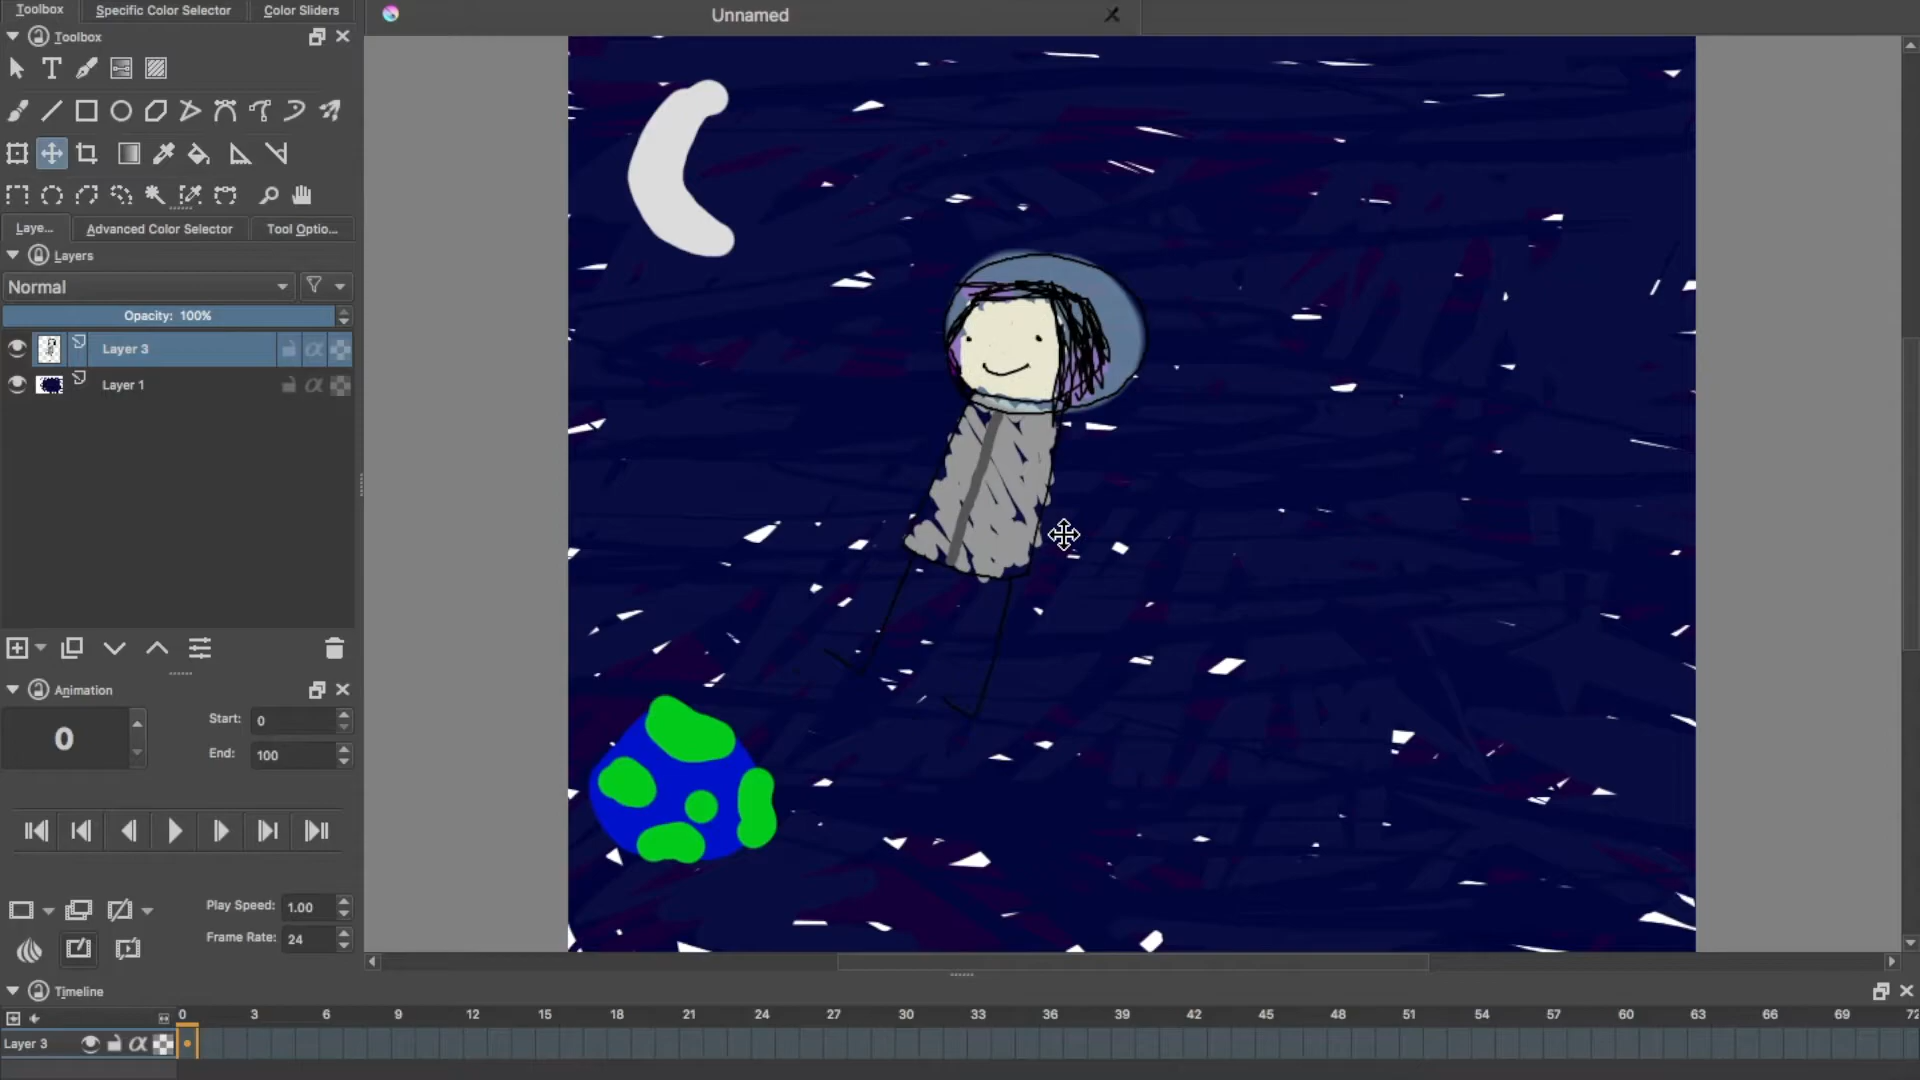 Toolbox
Specific Color Selector
Color Sliders
Unnamed
Toolbox
Laye...
Advanced Color Selector
Tool Optio...
Layers
Normal
Opacity: 100%
Layer 3
Layer 1
Animation
0
Start: 0
End: 100
Play Speed: 1.00
Frame Rate: 24
Timeline
0 3 6 9 12 15 18 21 24 27 30 33 36 39 42 45 48 51 54 57 60 63 66 69 72
Layer 3